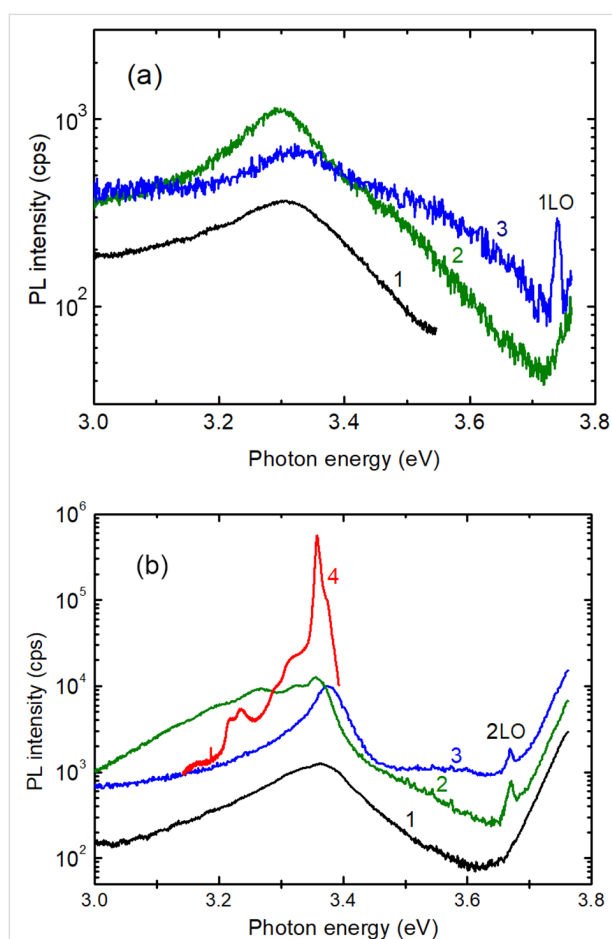 (a)
PL intensity (cps)
10³
10²
1LO
3
2
1
3.0 3.2 3.4 3.6 3.8
Photon energy (eV)
(b)
PL intensity (cps)
10⁶
10⁵
10⁴
10³
10²
4
2LO
3
2
1
3.0 3.2 3.4 3.6 3.8
Photon energy (eV)